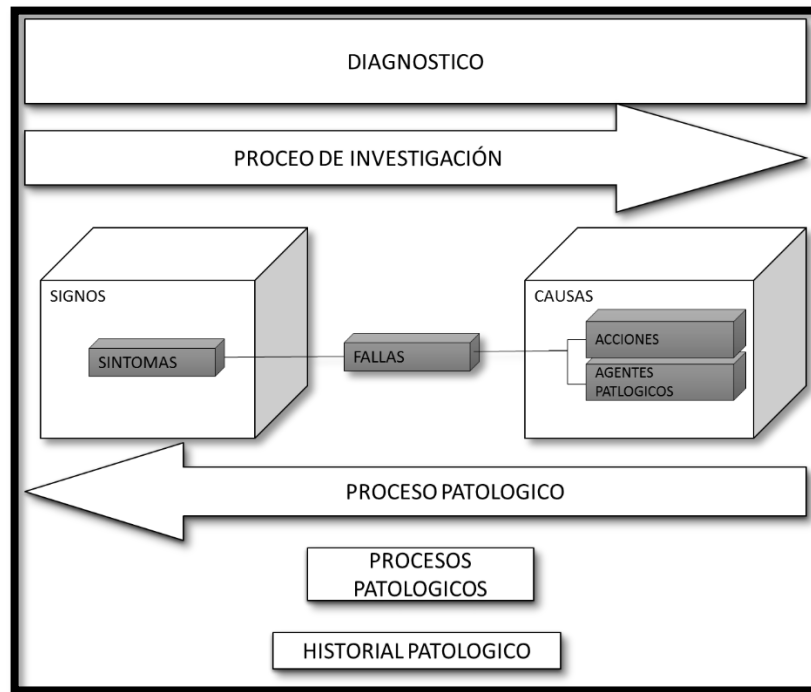 DIAGNOSTICO
PROCEO DE INVESTIGACIÓN
SIGNOS
SINTOMAS
FALLAS
CAUSAS
ACCIONES
AGENTES
PATLOGICOS
PROCESO PATOLOGICO
PROCESOS
PATOLOGICOS
HISTORIAL PATOLOGICO